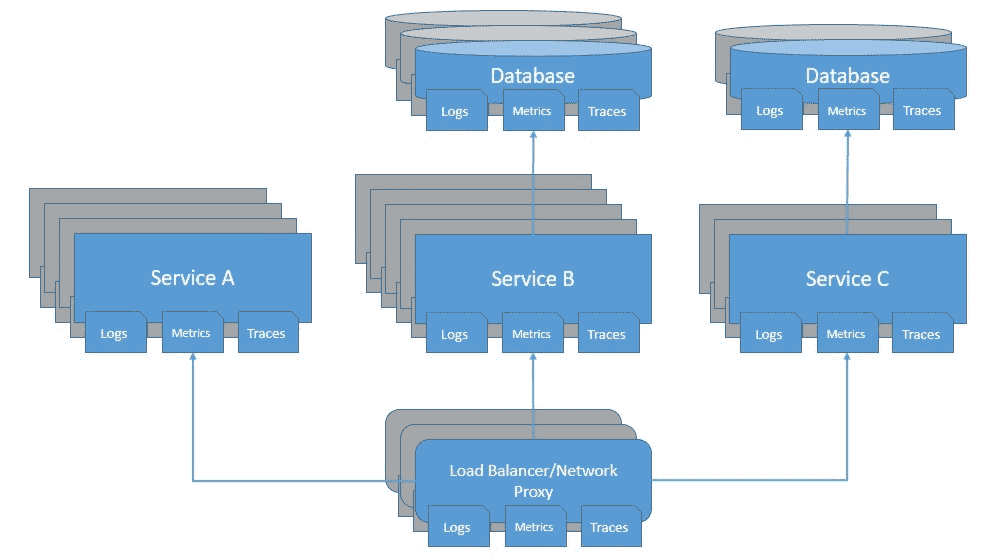 Database
Logs
Metrics
Traces
Database
Logs
Metrics
Traces
Service A
Logs
Metrics
Traces
Service B
Logs
Metrics
Traces
Service C
Logs
Metrics
Traces
Load Balancer/Network
Proxy
Logs
Metrics
Traces